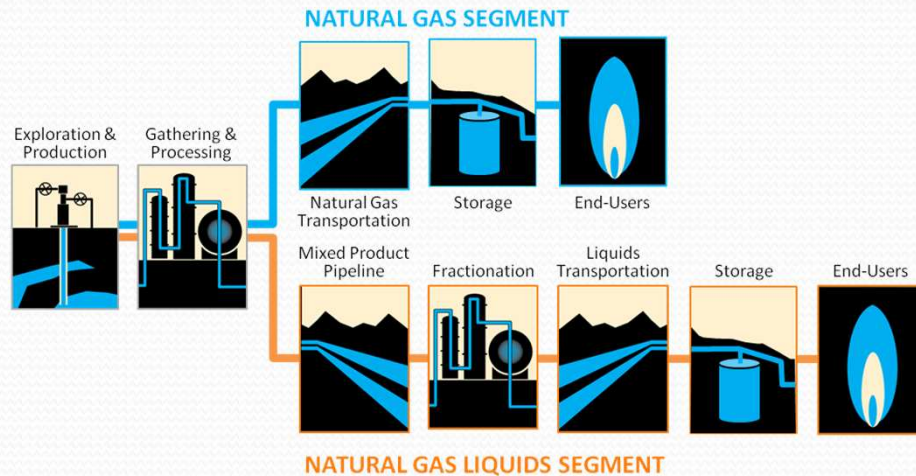 NATURAL GAS SEGMENT
Exploration &
Production
Gathering &
Processing
Natural Gas
Transportation
Storage
End-Users
Mixed Product
Pipeline
Fractionation
Liquids
Transportation
Storage
End-Users
NATURAL GAS LIQUIDS SEGMENT